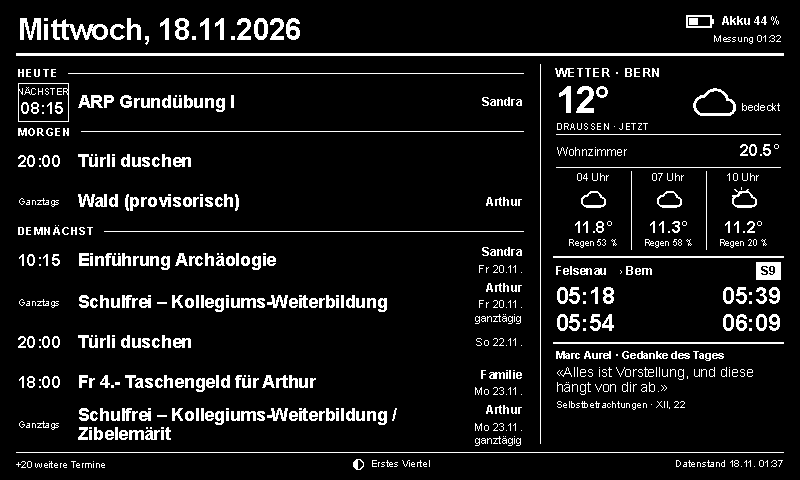 Mittwoch, 18.11.2026
Akku 44 %
Messung 01:32
HEUTE
NÄCHSTER
08:15 ARP Grundübung I Sandra
MORGEN
20:00 Türli duschen
Ganztags Wald (provisorisch) Arthur
DEMNÄCHST
10:15 Einführung Archäologie Sandra
Fr 20.11.
Ganztags Schulfrei – Kollegiums-Weiterbildung Arthur
Fr 20.11.
ganztägig
20:00 Türli duschen So 22.11.
18:00 Fr 4.- Taschengeld für Arthur Familie
Mo 23.11.
Ganztags Schulfrei – Kollegiums-Weiterbildung / Zibelemärit Arthur
Mo 23.11.
ganztägig
WETTER · BERN
12° bedeckt
DRAUSSEN · JETZT
Wohnzimmer 20.5°
04 Uhr 07 Uhr 10 Uhr
11.8° 11.3° 11.2°
Regen 53 % Regen 58 % Regen 20 %
Felsenau › Bern S9
05:18 05:39
05:54 06:09
Marc Aurel · Gedanke des Tages
«Alles ist Vorstellung, und diese
hängt von dir ab.»
Selbstbetrachtungen · XII, 22
+20 weitere Termine Erstes Viertel Datenstand 18.11. 01:37